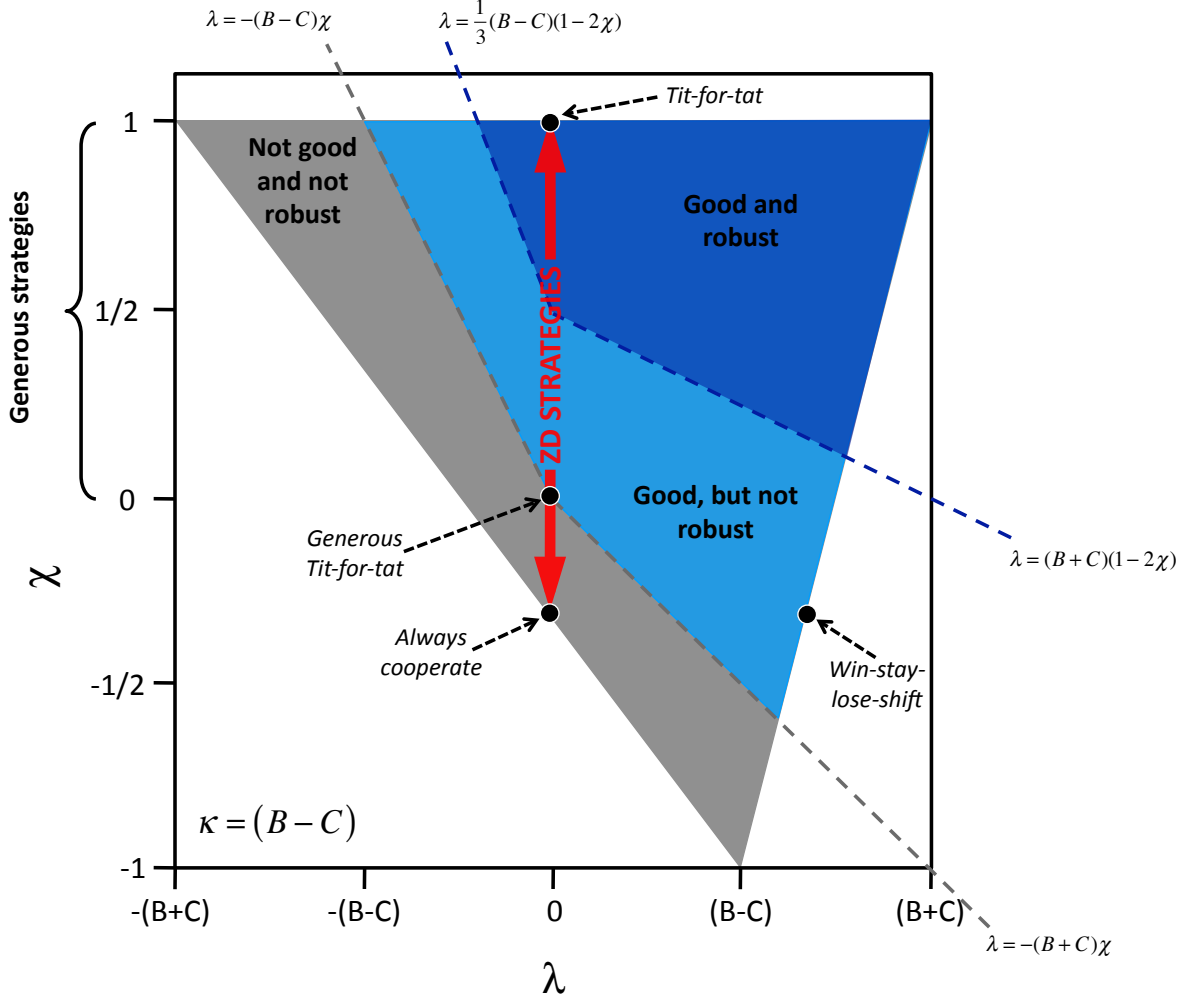 λ = −(B − C)χ
λ = 1/3 (B − C)(1 − 2χ)
Tit-for-tat
1
Not good
and not
robust
Good and
robust
Generous strategies
1/2
ZD STRATEGIES
0
Good, but not
robust
Generous
Tit-for-tat
λ = (B + C)(1 − 2χ)
χ
Always
cooperate
Win-stay-
lose-shift
-1/2
κ = (B − C)
-1
-(B+C)
-(B-C)
0
(B-C)
(B+C)
λ = −(B + C)χ
λ